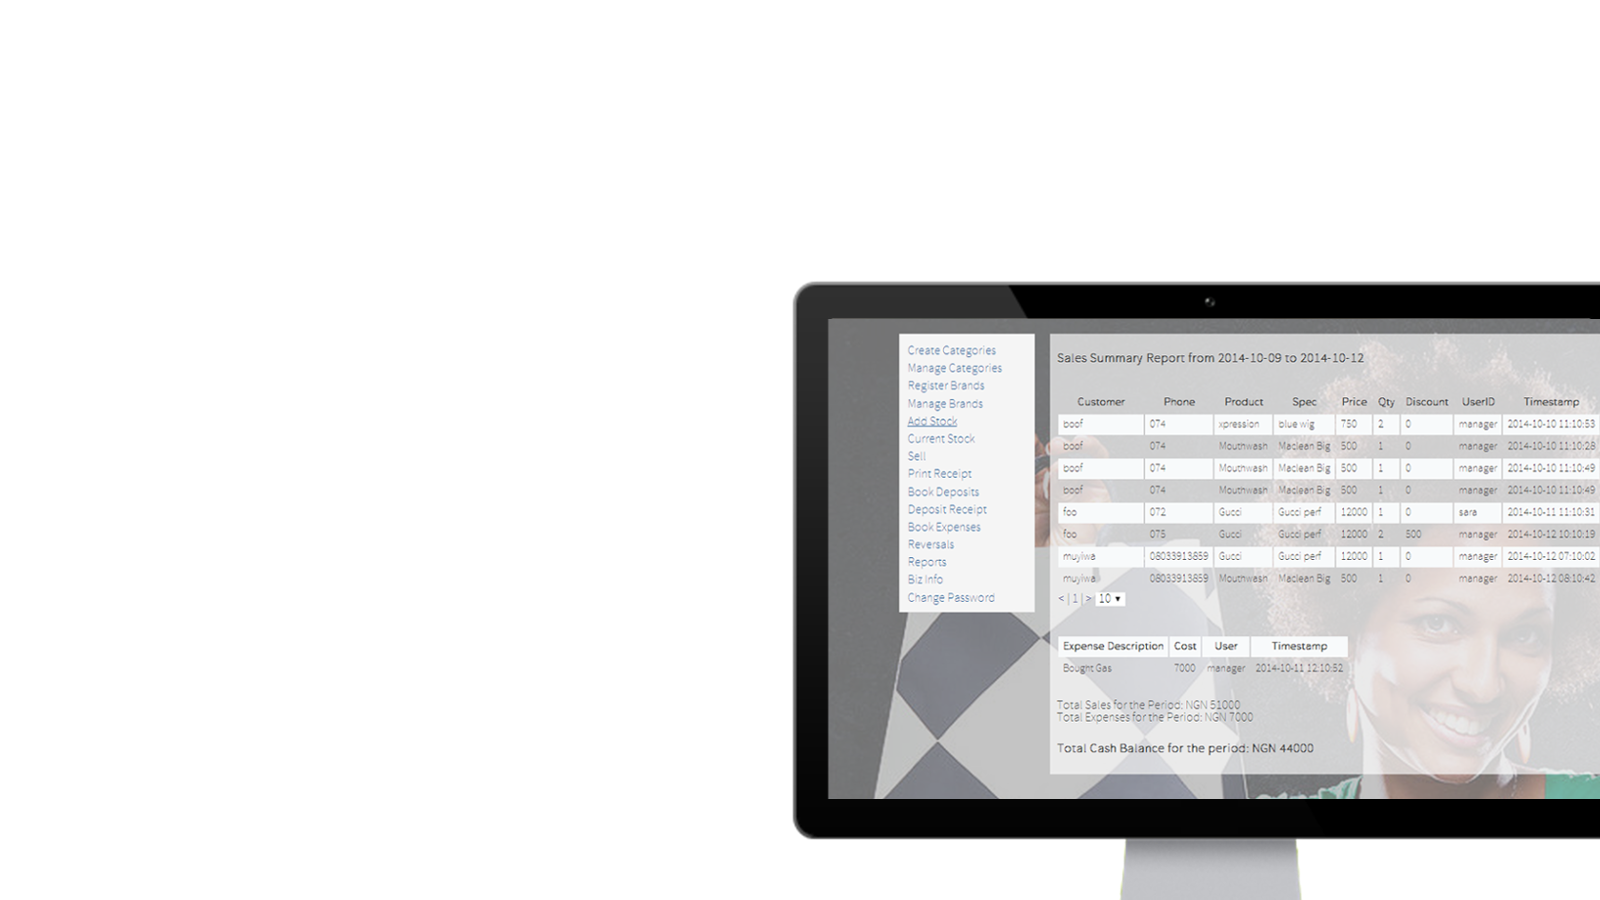 Create Categories
Manage Categories
Register Brands
Manage Brands
Add Stock
Current Stock
Sell
Print Receipt
Book Deposits
Deposit Receipt
Book Expenses
Reversals
Reports
Biz Info
Change Password
Sales Summary Report from 2014-10-09 to 2014-10-12
Customer Phone Product Spec Price Qty Discount UserID Timestamp
boof 074 xpression blue wig 750 2 0 manager 2014-10-10 11:10:53
boof 074 Mouthwash Maclean Big 500 1 0 manager 2014-10-10 11:10:28
boof 074 Mouthwash Maclean Big 500 1 0 manager 2014-10-10 11:10:49
boof 074 Mouthwash Maclean Big 500 1 0 manager 2014-10-10 11:10:49
foo 072 Gucci Gucci perf 12000 1 0 sara 2014-10-11 11:10:31
foo 075 Gucci Gucci perf 12000 2 500 manager 2014-10-12 10:10:19
muyiwa 08033913859 Gucci Gucci perf 12000 1 0 manager 2014-10-12 07:10:02
muyiwa 08033913859 Mouthwash Maclean Big 500 1 0 manager 2014-10-12 08:10:42
< | 1 | > 10
Expense Description Cost User Timestamp
Bought Gas 7000 manager 2014-10-11 12:10:52
Total Sales for the Period: NGN 51000
Total Expenses for the Period: NGN 7000
Total Cash Balance for the period: NGN 44000